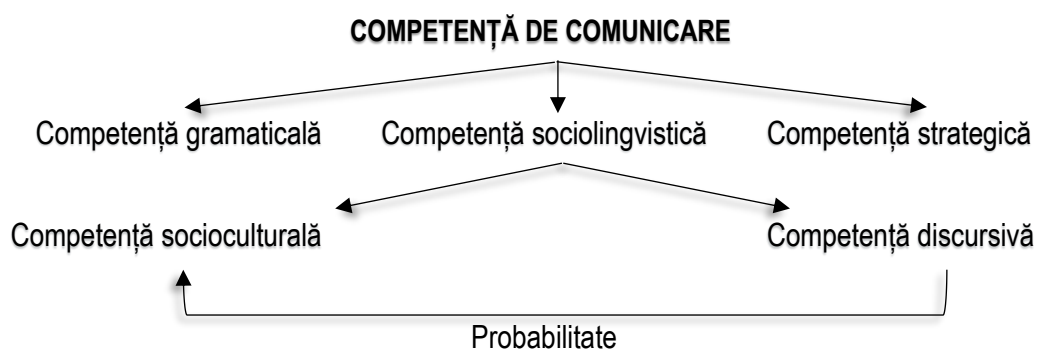 COMPETENȚĂ DE COMUNICARE
Competență gramaticală Competență sociolingvistică Competență strategică
Competență socioculturală Competență discursivă
Probabilitate